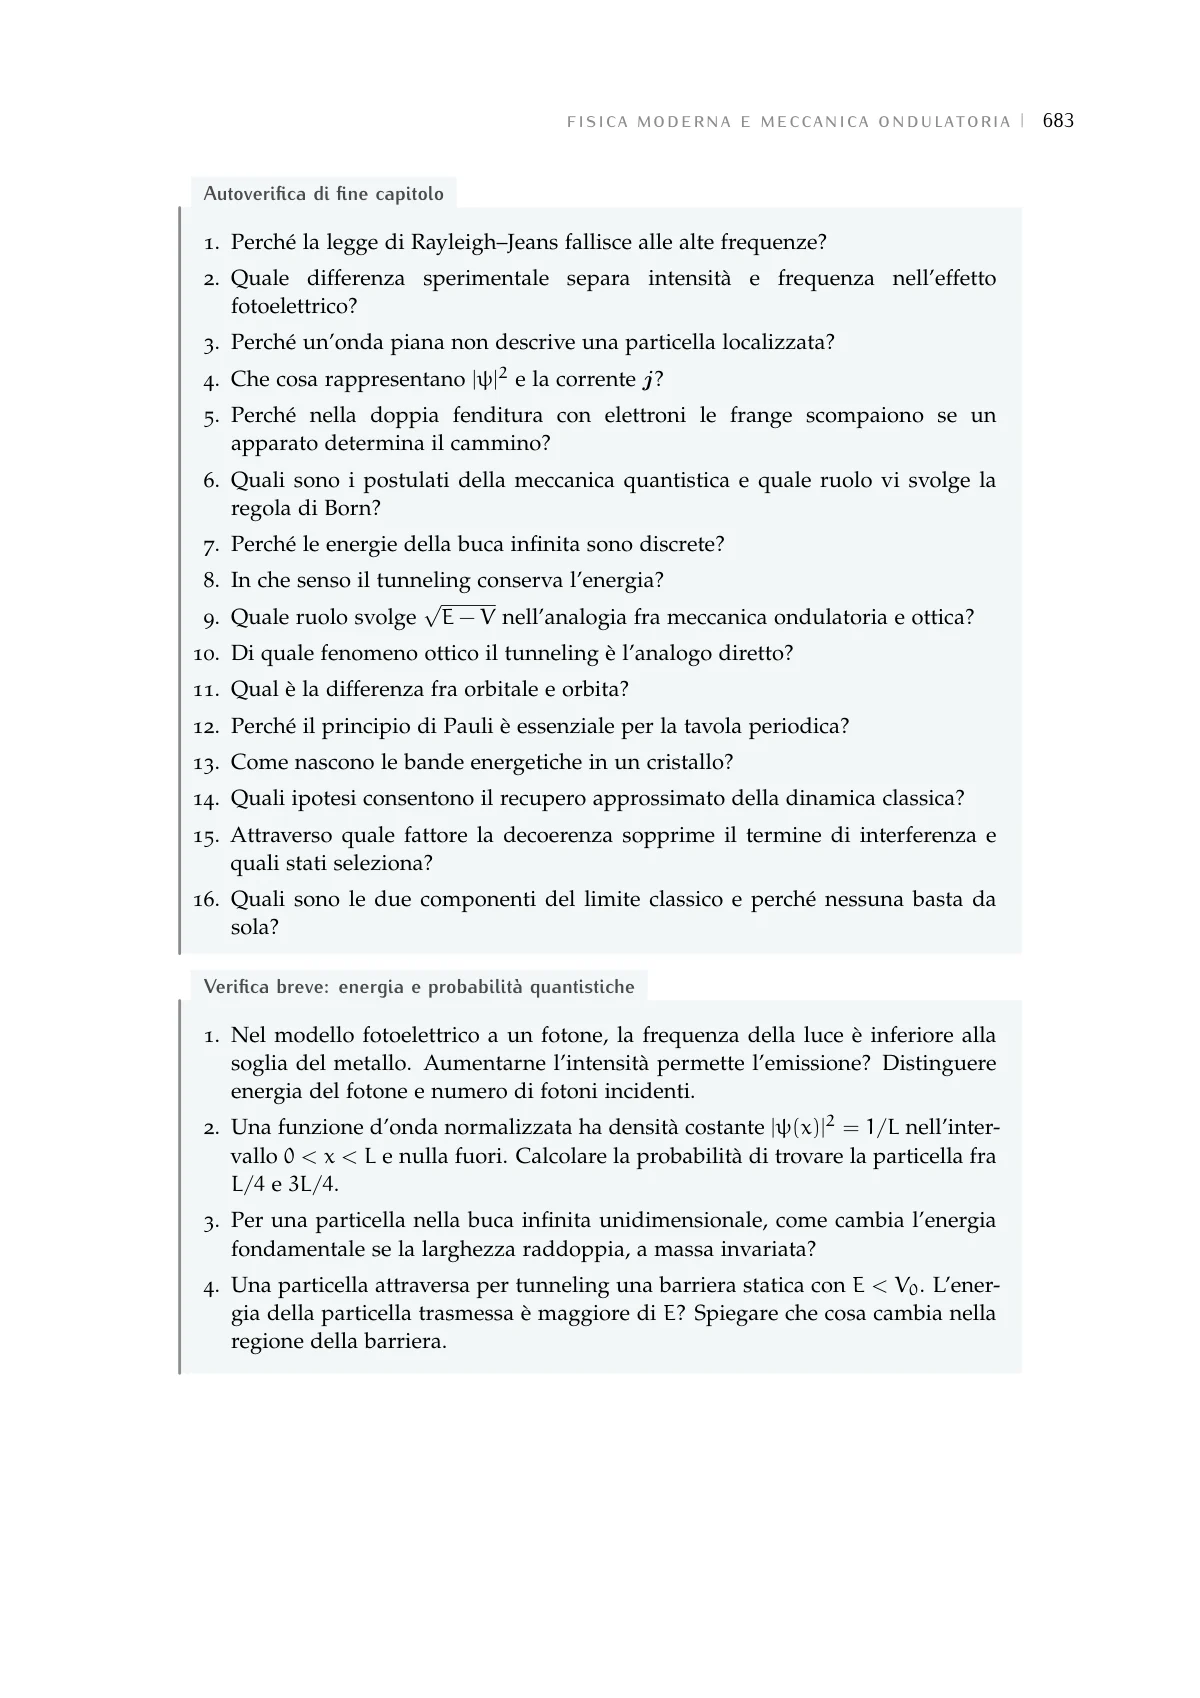 FISICA MODERNA E MECCANICA ONDULATORIA | 683
Autoverifica di fine capitolo
1. Perché la legge di Rayleigh–Jeans fallisce alle alte frequenze?
2. Quale differenza sperimentale separa intensità e frequenza nell'effetto
fotoelettrico?
3. Perché un'onda piana non descrive una particella localizzata?
4. Che cosa rappresentano |ψ|² e la corrente j?
5. Perché nella doppia fenditura con elettroni le frange scompaiono se un
apparato determina il cammino?
6. Quali sono i postulati della meccanica quantistica e quale ruolo vi svolge la
regola di Born?
7. Perché le energie della buca infinita sono discrete?
8. In che senso il tunneling conserva l'energia?
9. Quale ruolo svolge √(E − V) nell'analogia fra meccanica ondulatoria e ottica?
10. Di quale fenomeno ottico il tunneling è l'analogo diretto?
11. Qual è la differenza fra orbitale e orbita?
12. Perché il principio di Pauli è essenziale per la tavola periodica?
13. Come nascono le bande energetiche in un cristallo?
14. Quali ipotesi consentono il recupero approssimato della dinamica classica?
15. Attraverso quale fattore la decoerenza sopprime il termine di interferenza e
quali stati seleziona?
16. Quali sono le due componenti del limite classico e perché nessuna basta da
sola?
Verifica breve: energia e probabilità quantistiche
1. Nel modello fotoelettrico a un fotone, la frequenza della luce è inferiore alla
soglia del metallo. Aumentarne l'intensità permette l'emissione? Distinguere
energia del fotone e numero di fotoni incidenti.
2. Una funzione d'onda normalizzata ha densità costante |ψ(x)|² = 1/L nell'inter-
vallo 0 < x < L e nulla fuori. Calcolare la probabilità di trovare la particella fra
L/4 e 3L/4.
3. Per una particella nella buca infinita unidimensionale, come cambia l'energia
fondamentale se la larghezza raddoppia, a massa invariata?
4. Una particella attraversa per tunneling una barriera statica con E < V₀. L'ener-
gia della particella trasmessa è maggiore di E? Spiegare che cosa cambia nella
regione della barriera.